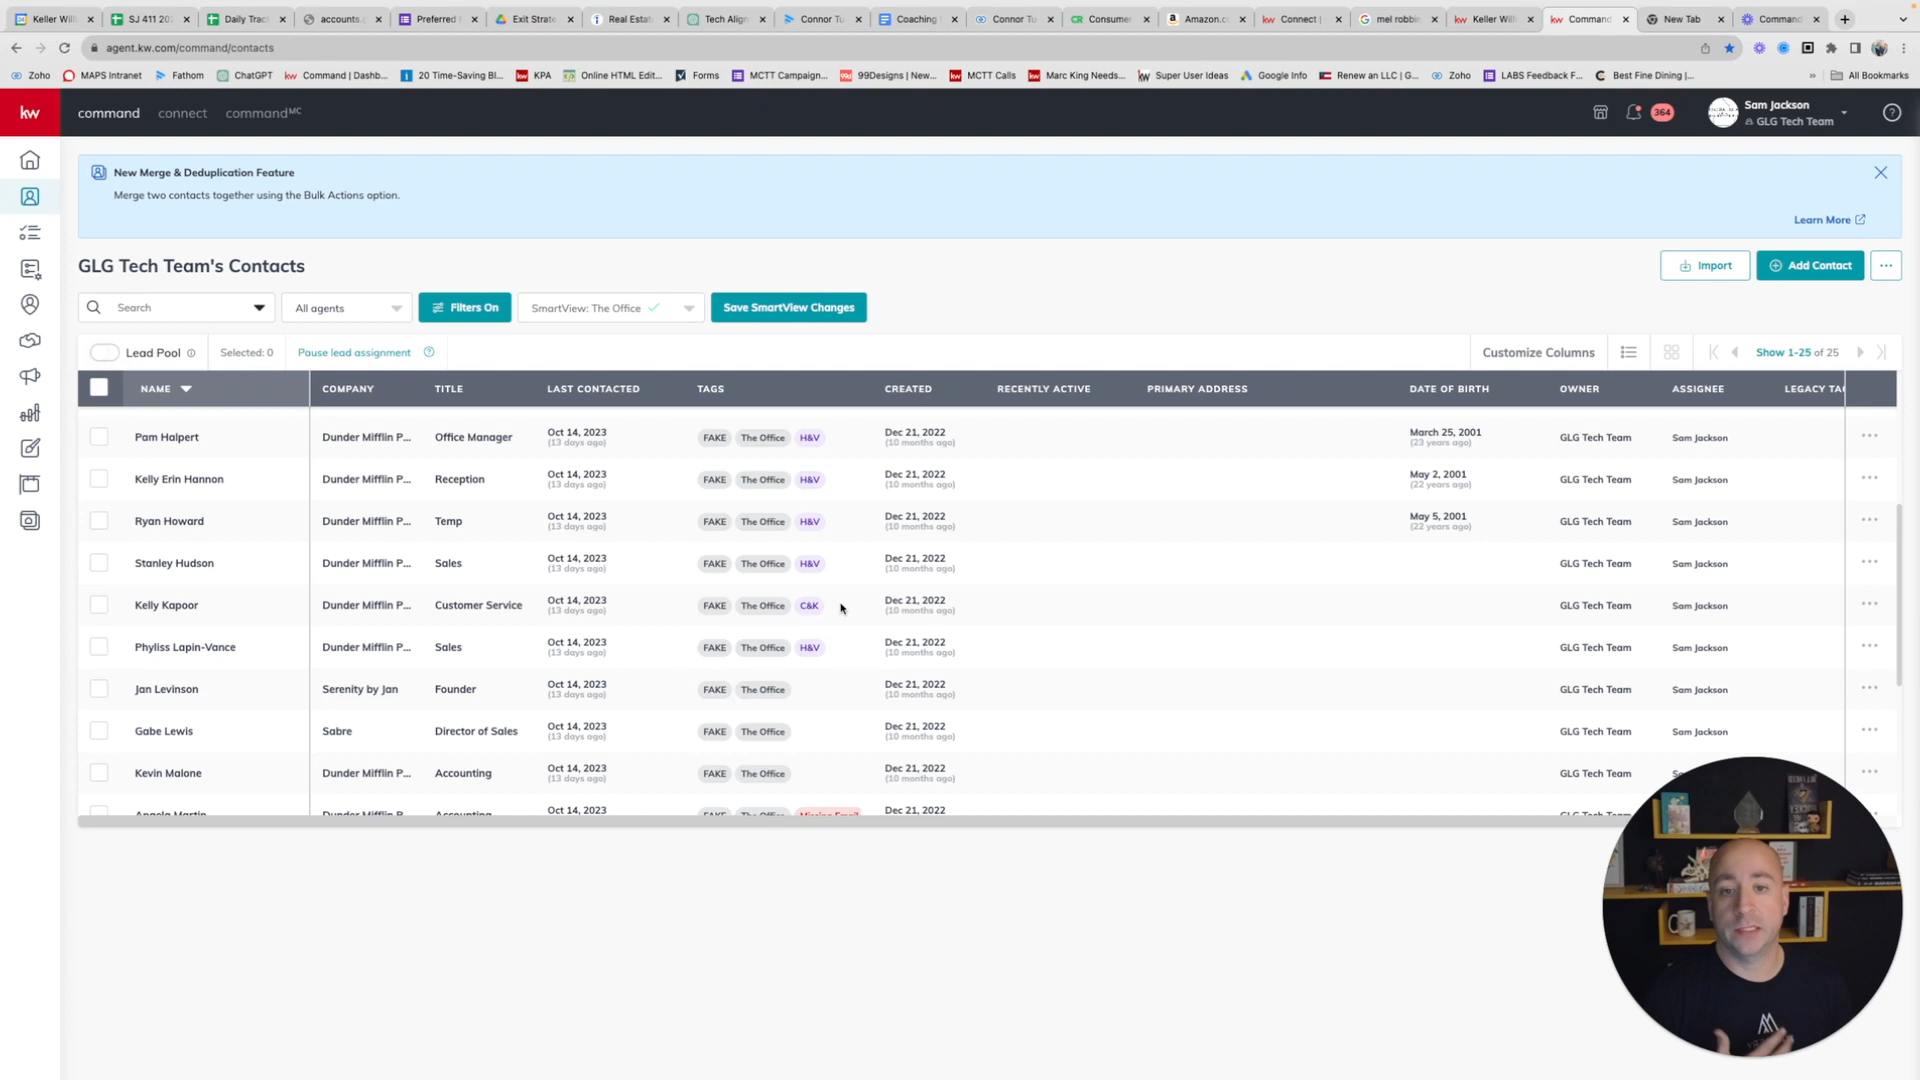 Keller Willi
SJ 411 202
Daily Trac
accounts.
Preferred
Exit Strate
Real Estat
Tech Align
Connor Tu
Coaching
Connor Tu
Consumer
Amazon.c
Connect |
mel robbin
Keller Willi
Command
New Tab
Command
agent.kw.com/command/contacts
Zoho
MAPS Intranet
Fathom
ChatGPT
Command | Dashb...
20 Time-Saving Bl...
KPA
Online HTML Edit...
Forms
MCTT Campaign...
99Designs | New...
MCTT Calls
Marc King Needs...
Super User Ideas
Google Info
Renew an LLC | G...
Zoho
LABS Feedback F...
Best Fine Dining |...
»
All Bookmarks
kw
command
connect
commandMC
364
Sam Jackson
GLG Tech Team
New Merge & Deduplication Feature
Merge two contacts together using the Bulk Actions option.
Learn More
GLG Tech Team's Contacts
Import
Add Contact
Search
All agents
Filters On
SmartView: The Office
Save SmartView Changes
Lead Pool
Selected: 0
Pause lead assignment
Customize Columns
Show 1-25 of 25
NAME COMPANY TITLE LAST CONTACTED TAGS CREATED RECENTLY ACTIVE PRIMARY ADDRESS DATE OF BIRTH OWNER ASSIGNEE LEGACY TA
Pam Halpert Dunder Mifflin P... Office Manager Oct 14, 2023 FAKE The Office H&V Dec 21, 2022 March 25, 2001 GLG Tech Team Sam Jackson
(13 days ago) (10 months ago) (23 years ago)
Kelly Erin Hannon Dunder Mifflin P... Reception Oct 14, 2023 FAKE The Office H&V Dec 21, 2022 May 2, 2001 GLG Tech Team Sam Jackson
(13 days ago) (10 months ago) (22 years ago)
Ryan Howard Dunder Mifflin P... Temp Oct 14, 2023 FAKE The Office H&V Dec 21, 2022 May 5, 2001 GLG Tech Team Sam Jackson
(13 days ago) (10 months ago) (22 years ago)
Stanley Hudson Dunder Mifflin P... Sales Oct 14, 2023 FAKE The Office H&V Dec 21, 2022 GLG Tech Team Sam Jackson
(13 days ago) (10 months ago)
Kelly Kapoor Dunder Mifflin P... Customer Service Oct 14, 2023 FAKE The Office C&K Dec 21, 2022 GLG Tech Team Sam Jackson
(13 days ago) (10 months ago)
Phyliss Lapin-Vance Dunder Mifflin P... Sales Oct 14, 2023 FAKE The Office H&V Dec 21, 2022 GLG Tech Team Sam Jackson
(13 days ago) (10 months ago)
Jan Levinson Serenity by Jan Founder Oct 14, 2023 FAKE The Office Dec 21, 2022 GLG Tech Team Sam Jackson
(13 days ago) (10 months ago)
Gabe Lewis Sabre Director of Sales Oct 14, 2023 FAKE The Office Dec 21, 2022 GLG Tech Team Sam Jackson
(13 days ago) (10 months ago)
Kevin Malone Dunder Mifflin P... Accounting Oct 14, 2023 FAKE The Office Dec 21, 2022 GLG Tech Team
(13 days ago) (10 months ago)
Angela Martin Dunder Mifflin P... Accounting Oct 14, 2023 FAKE The Office Missing Email Dec 21, 2022 GLG Tech Team